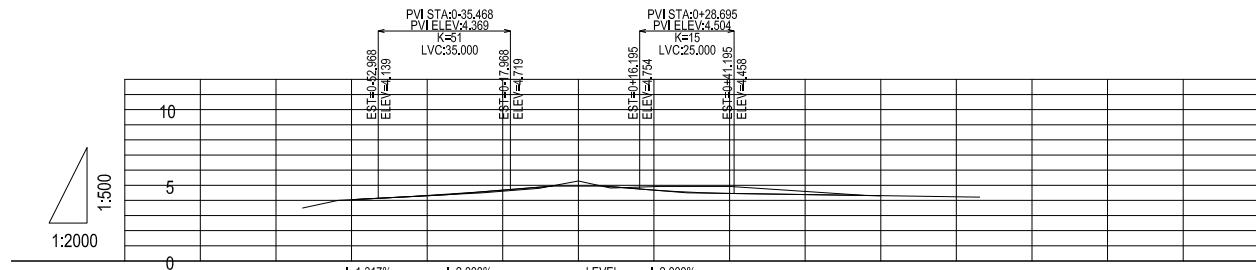 PVI STA:0-35.468
PVI ELEV:4.369
K=51
LVC:35.000
PVI STA:0+28.695
PVI ELEV:4.504
K=15
LVC:25.000
EST=0-52.968
ELEV=4.139
EST=0-17.968
ELEV=4.719
EST=0+16.195
ELEV=4.754
EST=0+41.195
ELEV=4.458
10
5
0
1:500
1:2000
LEVEL